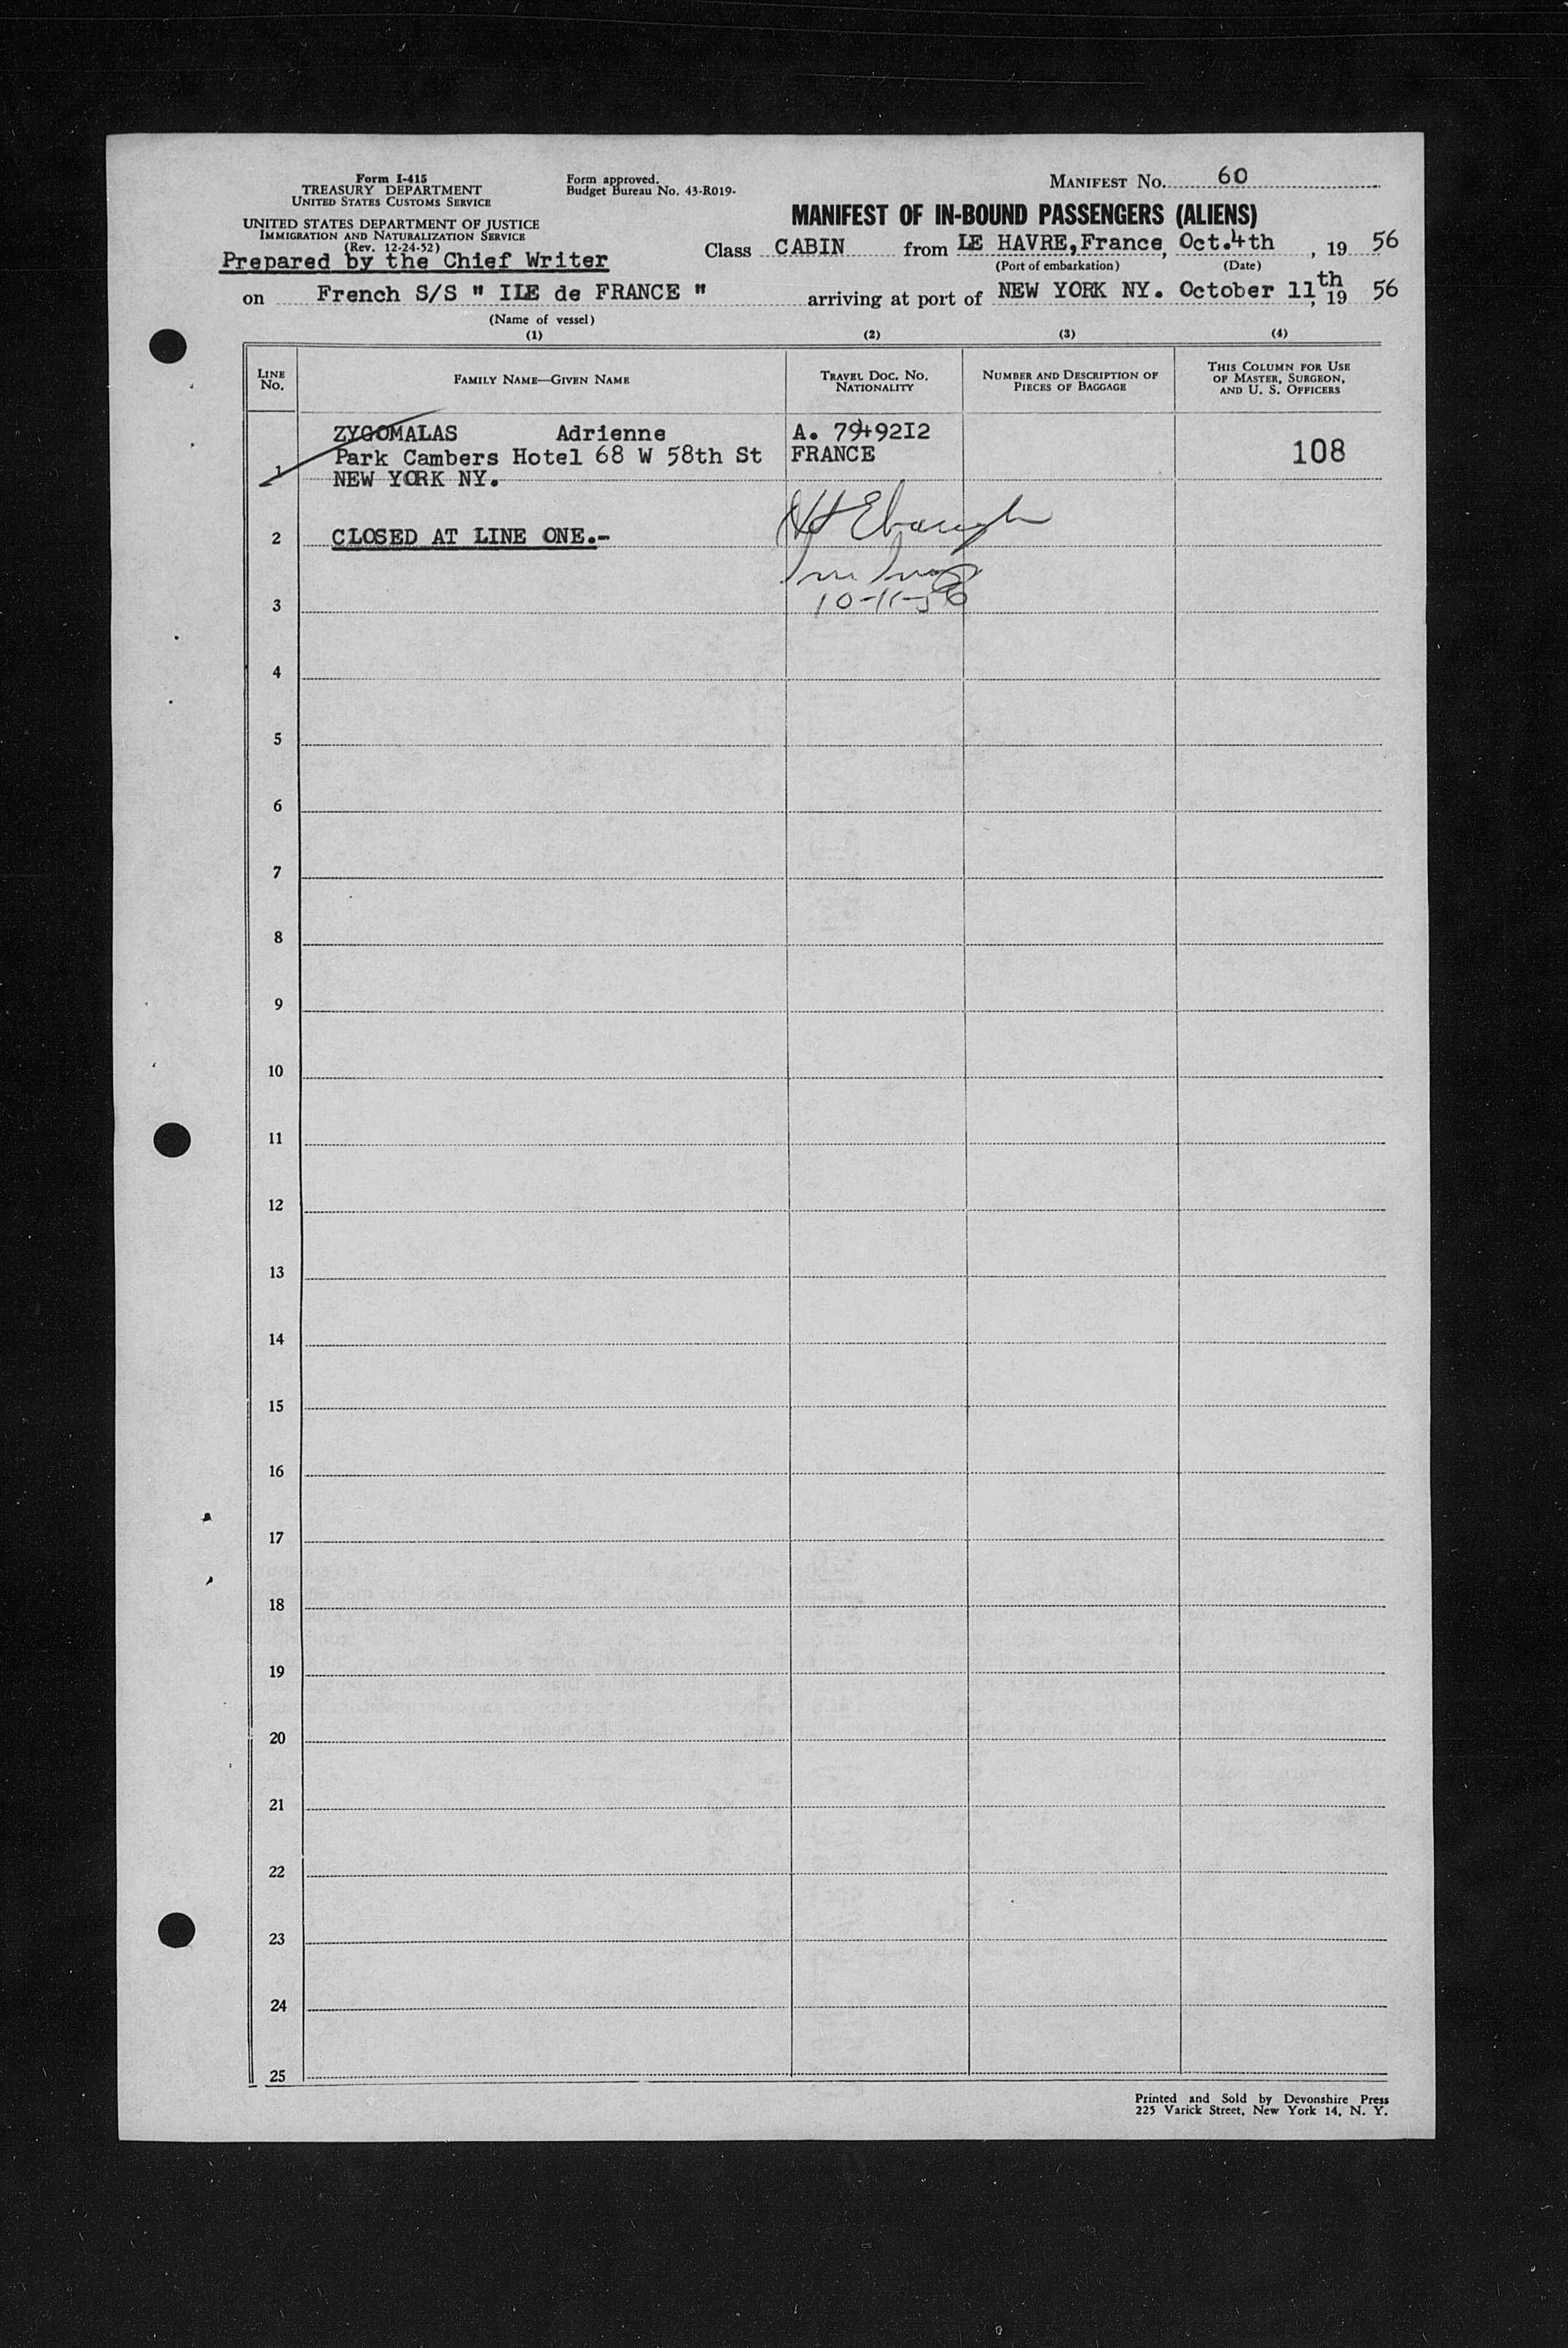 Form I-415
TREASURY DEPARTMENT
UNITED STATES CUSTOMS SERVICE
UNITED STATES DEPARTMENT OF JUSTICE
IMMIGRATION AND NATURALIZATION SERVICE
(Rev. 12-24-52)
Prepared by the Chief Writer
Form approved.
Budget Bureau No. 43-R019-
MANIFEST No. 60
MANIFEST OF IN-BOUND PASSENGERS (ALIENS)
Class CABIN from LE HAVRE, France, Oct. 4th, 19 56
(Port of embarkation) (Date)
on French S/S " ILE de FRANCE " arriving at port of NEW YORK NY. October 11th, 19 56
(Name of vessel)
(1) (2) (3) (4)
LINE No. FAMILY NAME—GIVEN NAME TRAVEL DOC. NO. NATIONALITY NUMBER AND DESCRIPTION OF PIECES OF BAGGAGE THIS COLUMN FOR USE OF MASTER, SURGEON, AND U. S. OFFICERS
ZYGOMALAS Adrienne A. 79492I2
1 Park Cambers Hotel 68 W 58th St FRANCE 108
NEW YORK NY.
2 CLOSED AT LINE ONE.-
10-11-56
3
4
5
6
7
8
9
10
11
12
13
14
15
16
17
18
19
20
21
22
23
24
25
Printed and Sold by Devonshire Press
225 Varick Street, New York 14, N. Y.